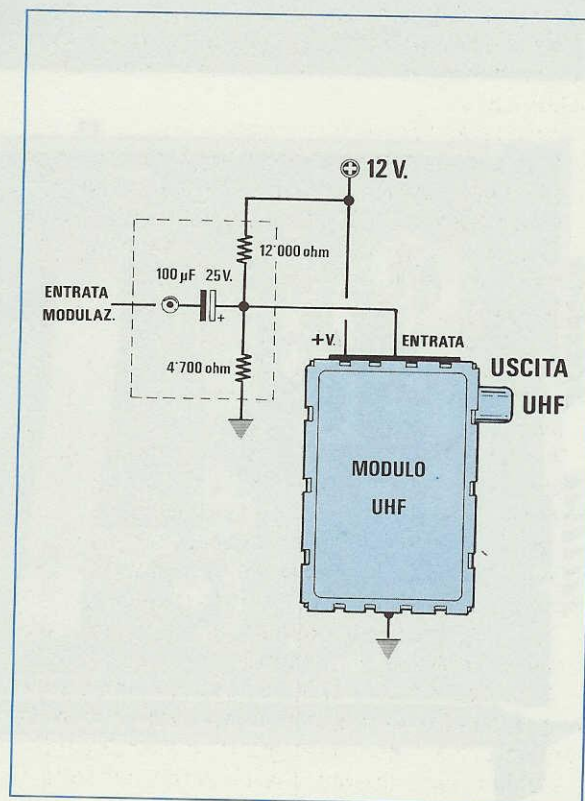 12 V.
12'000 ohm
100 µF 25V.
+
ENTRATA
MODULAZ.
4'700 ohm
+V.
ENTRATA
USCITA
UHF
MODULO
UHF